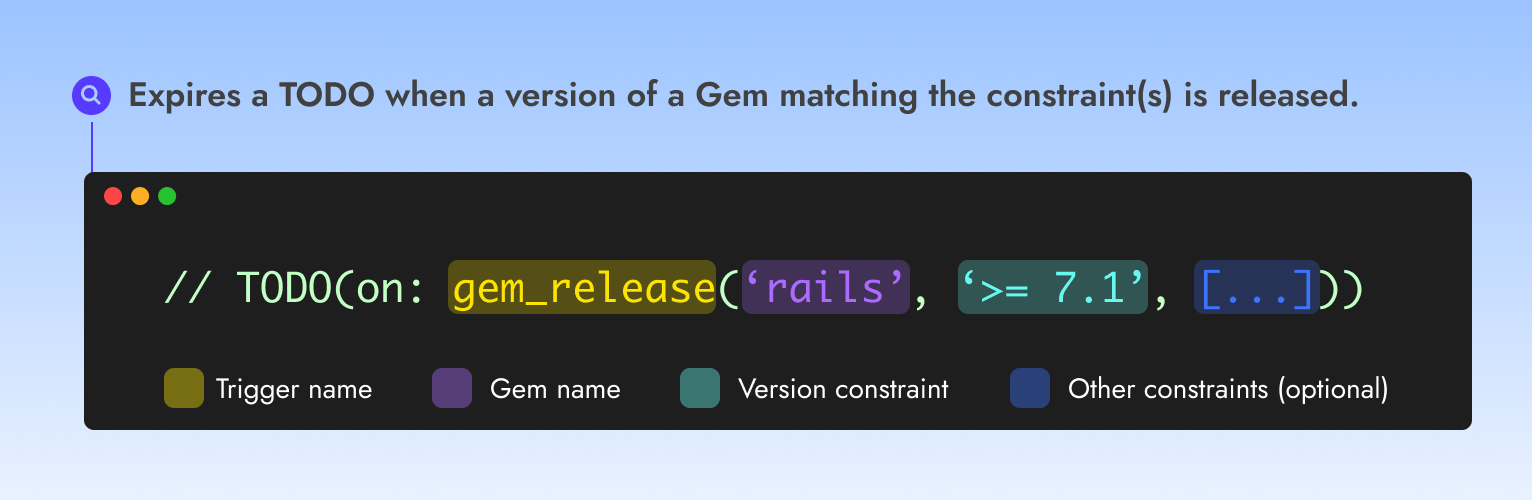 Expires a TODO when a version of a Gem matching the constraint(s) is released.
// TODO(on: gem_release(‘rails’, ‘>= 7.1’, [...]))
Trigger name Gem name Version constraint Other constraints (optional)